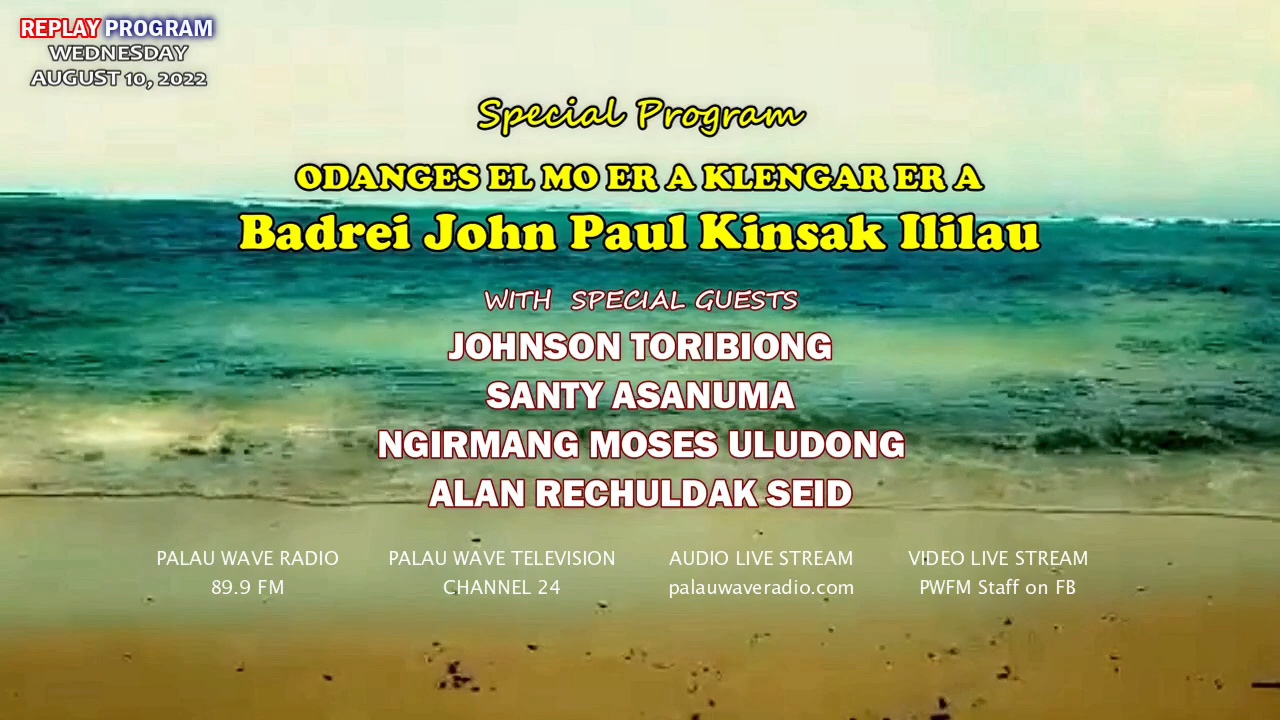 REPLAY PROGRAM
WEDNESDAY
AUGUST 10, 2022
Special Program
ODANGES EL MO ER A KLENGAR ER A
Badrei John Paul Kinsak Ililau
WITH SPECIAL GUESTS
JOHNSON TORIBIONG
SANTY ASANUMA
NGIRMANG MOSES ULUDONG
ALAN RECHULDAK SEID
PALAU WAVE RADIO
89.9 FM
PALAU WAVE TELEVISION
CHANNEL 24
AUDIO LIVE STREAM
palauwaveradio.com
VIDEO LIVE STREAM
PWFM Staff on FB